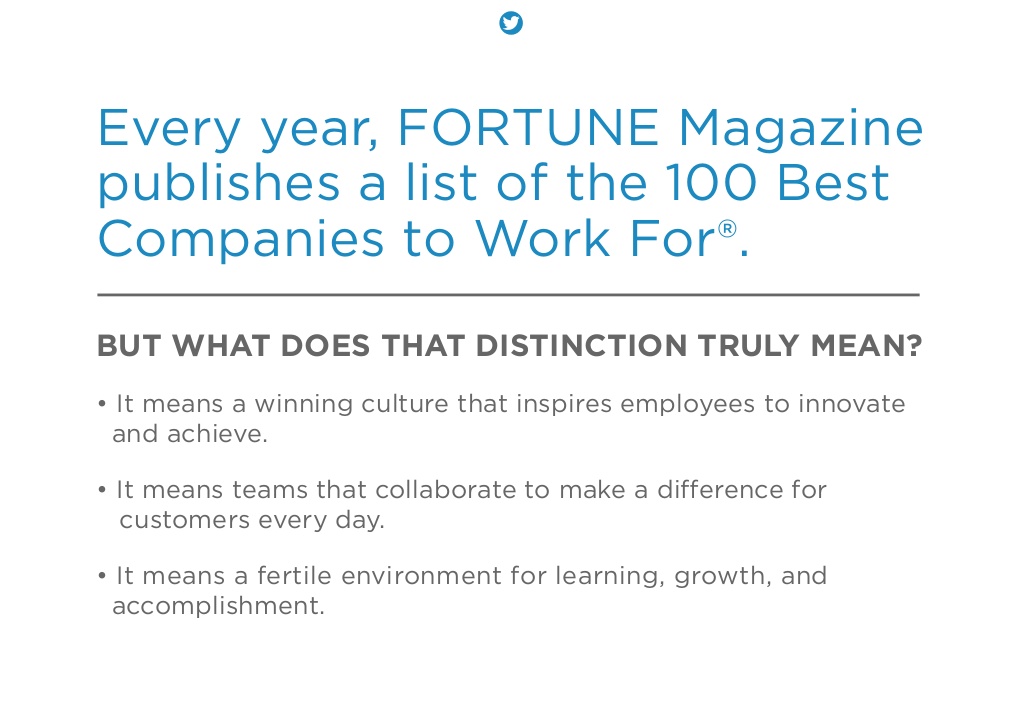 Every year, FORTUNE Magazine
publishes a list of the 100 Best
Companies to Work For®.
BUT WHAT DOES THAT DISTINCTION TRULY MEAN?
• It means a winning culture that inspires employees to innovate
and achieve.
• It means teams that collaborate to make a difference for
customers every day.
• It means a fertile environment for learning, growth, and
accomplishment.